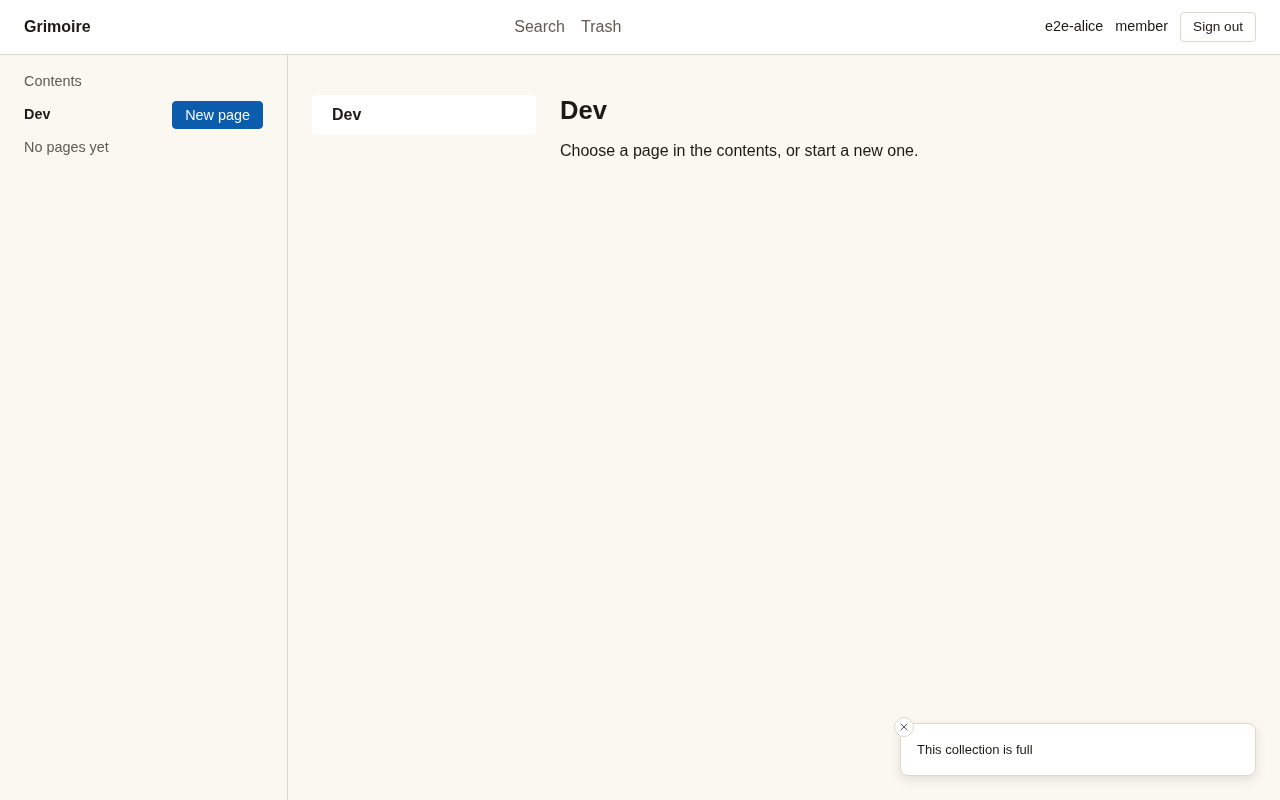 Grimoire
Search Trash
e2e-alice member Sign out
Contents
Dev New page
No pages yet
Dev
Dev
Choose a page in the contents, or start a new one.
This collection is full